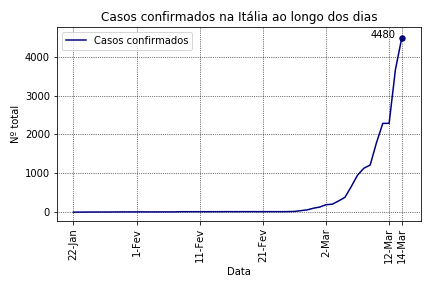 Casos confirmados na Itália ao longo dos dias
Casos confirmados
4480
Nº total
4000
3000
2000
1000
0
22-Jan
1-Fev
11-Fev
21-Fev
2-Mar
12-Mar
14-Mar
Data